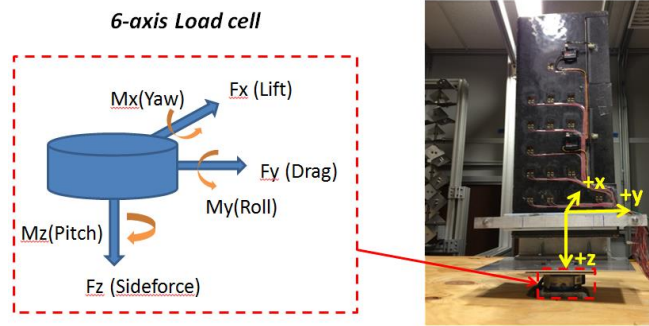 6-axis Load cell
Mx(Yaw)
Fx (Lift)
Fy (Drag)
My(Roll)
Mz(Pitch)
Fz (Sideforce)
+x
+y
+z